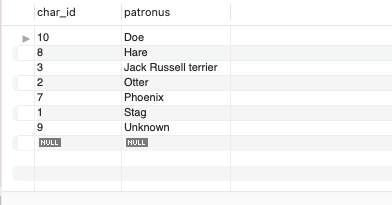 char_id patronus
10 Doe
8 Hare
3 Jack Russell terrier
2 Otter
7 Phoenix
1 Stag
9 Unknown
NULL NULL